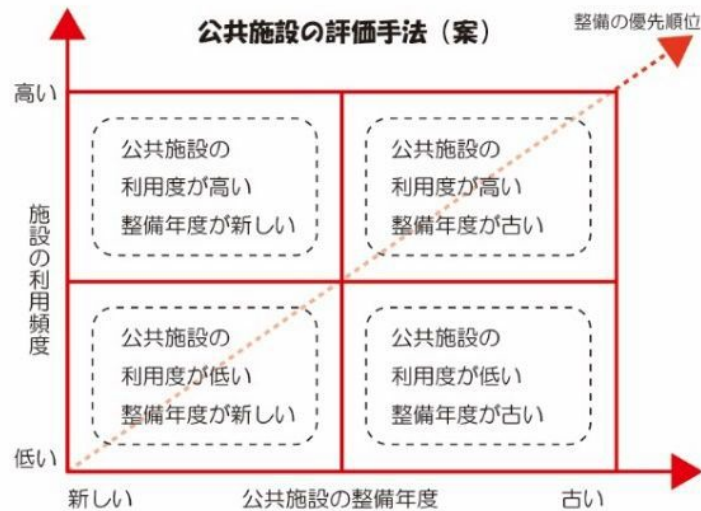 公共施設の評価手法（案）
整備の優先順位
高い
公共施設の
利用度が高い
整備年度が新しい
公共施設の
利用度が高い
整備年度が古い
施設の利用頻度
公共施設の
利用度が低い
整備年度が新しい
公共施設の
利用度が低い
整備年度が古い
低い
新しい
公共施設の整備年度
古い